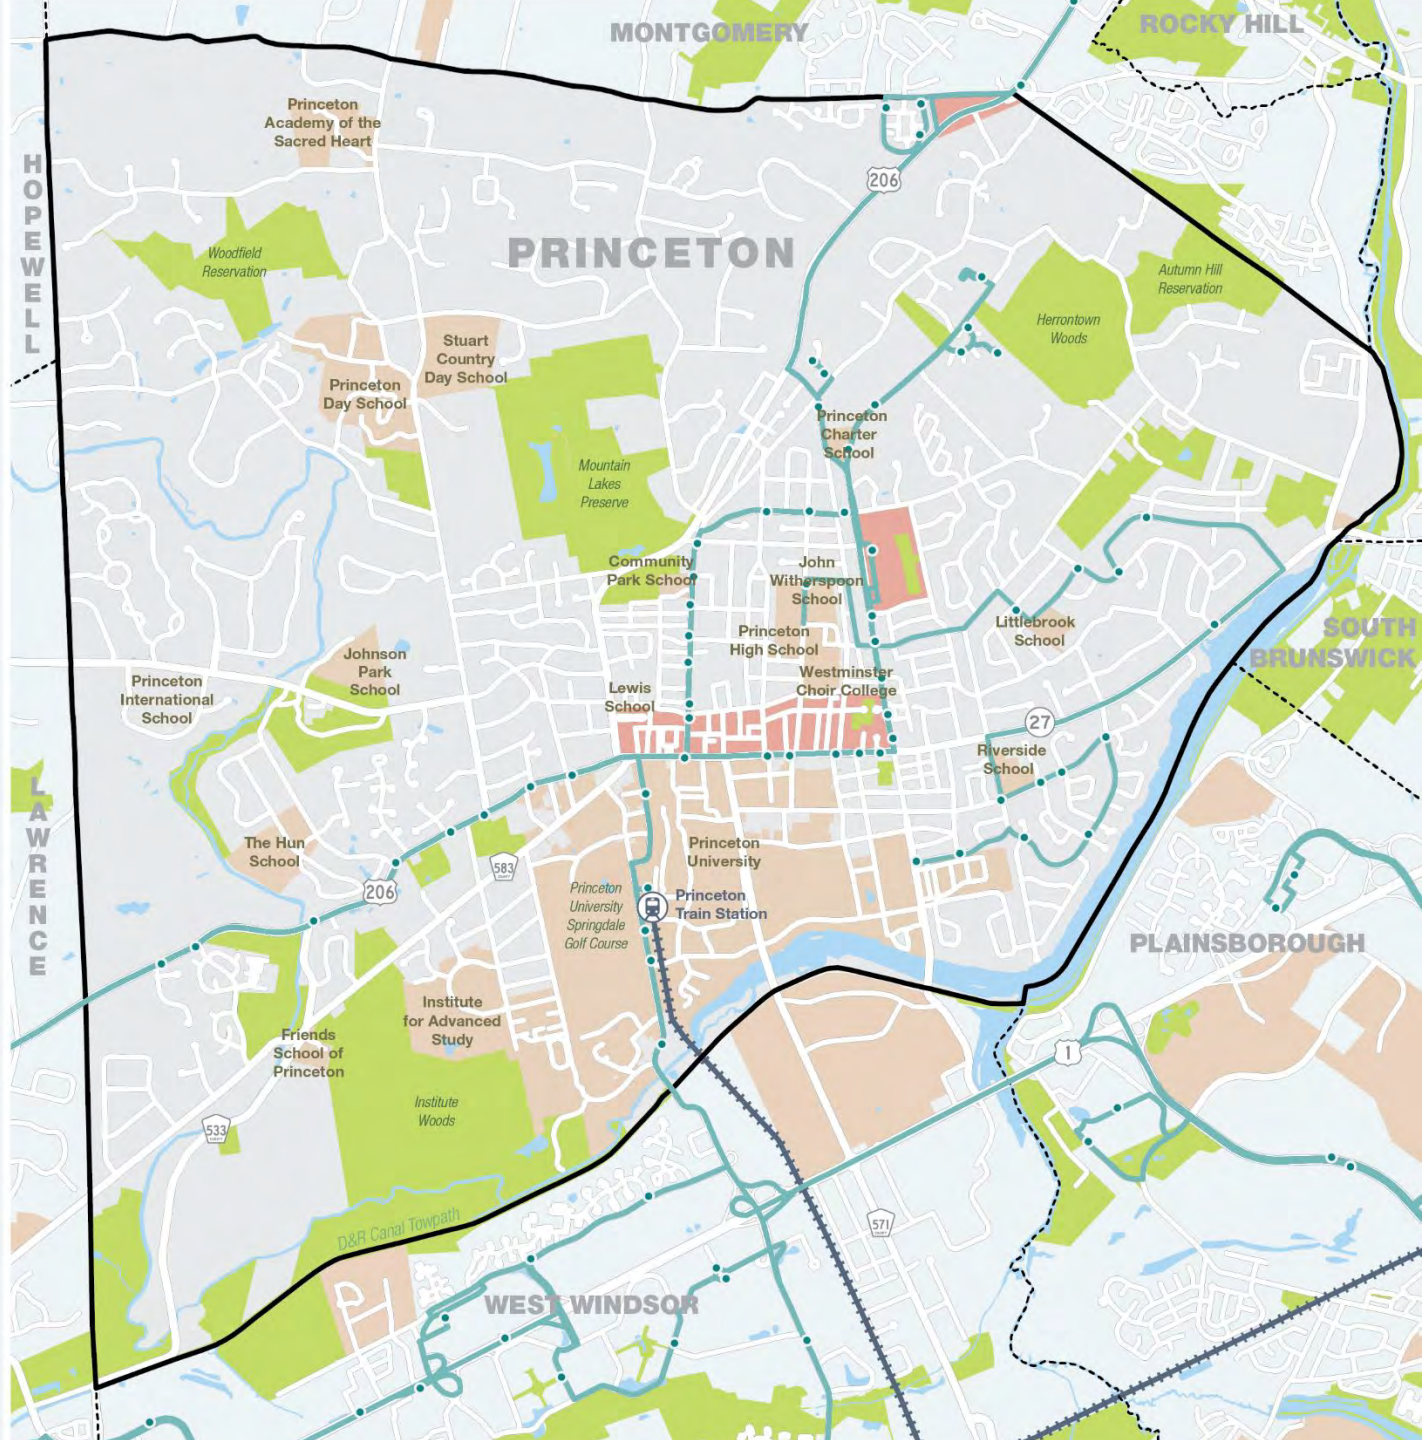 MONTGOMERY
ROCKY HILL
Princeton
Academy of the
Sacred Heart
HOPEWELL
206
PRINCETON
Woodfield
Reservation
Autumn Hill
Reservation
Herrontown
Woods
Stuart
Country
Day School
Princeton
Day School
Princeton
Charter
School
Mountain
Lakes
Preserve
Community
Park School
John
Witherspoon
School
Littlebrook
School
Princeton
High School
SOUTH
BRUNSWICK
Johnson
Park
School
Princeton
International
School
Westminster
Choir College
Lewis
School
27
Riverside
School
LAWRENCE
The Hun
School
Princeton
University
583
206
Princeton
University
Springdale
Golf Course
Princeton
Train Station
PLAINSBOROUGH
Institute
for Advanced
Study
Friends
School of
Princeton
1
Institute
Woods
533
D&R Canal Towpath
571
WEST WINDSOR